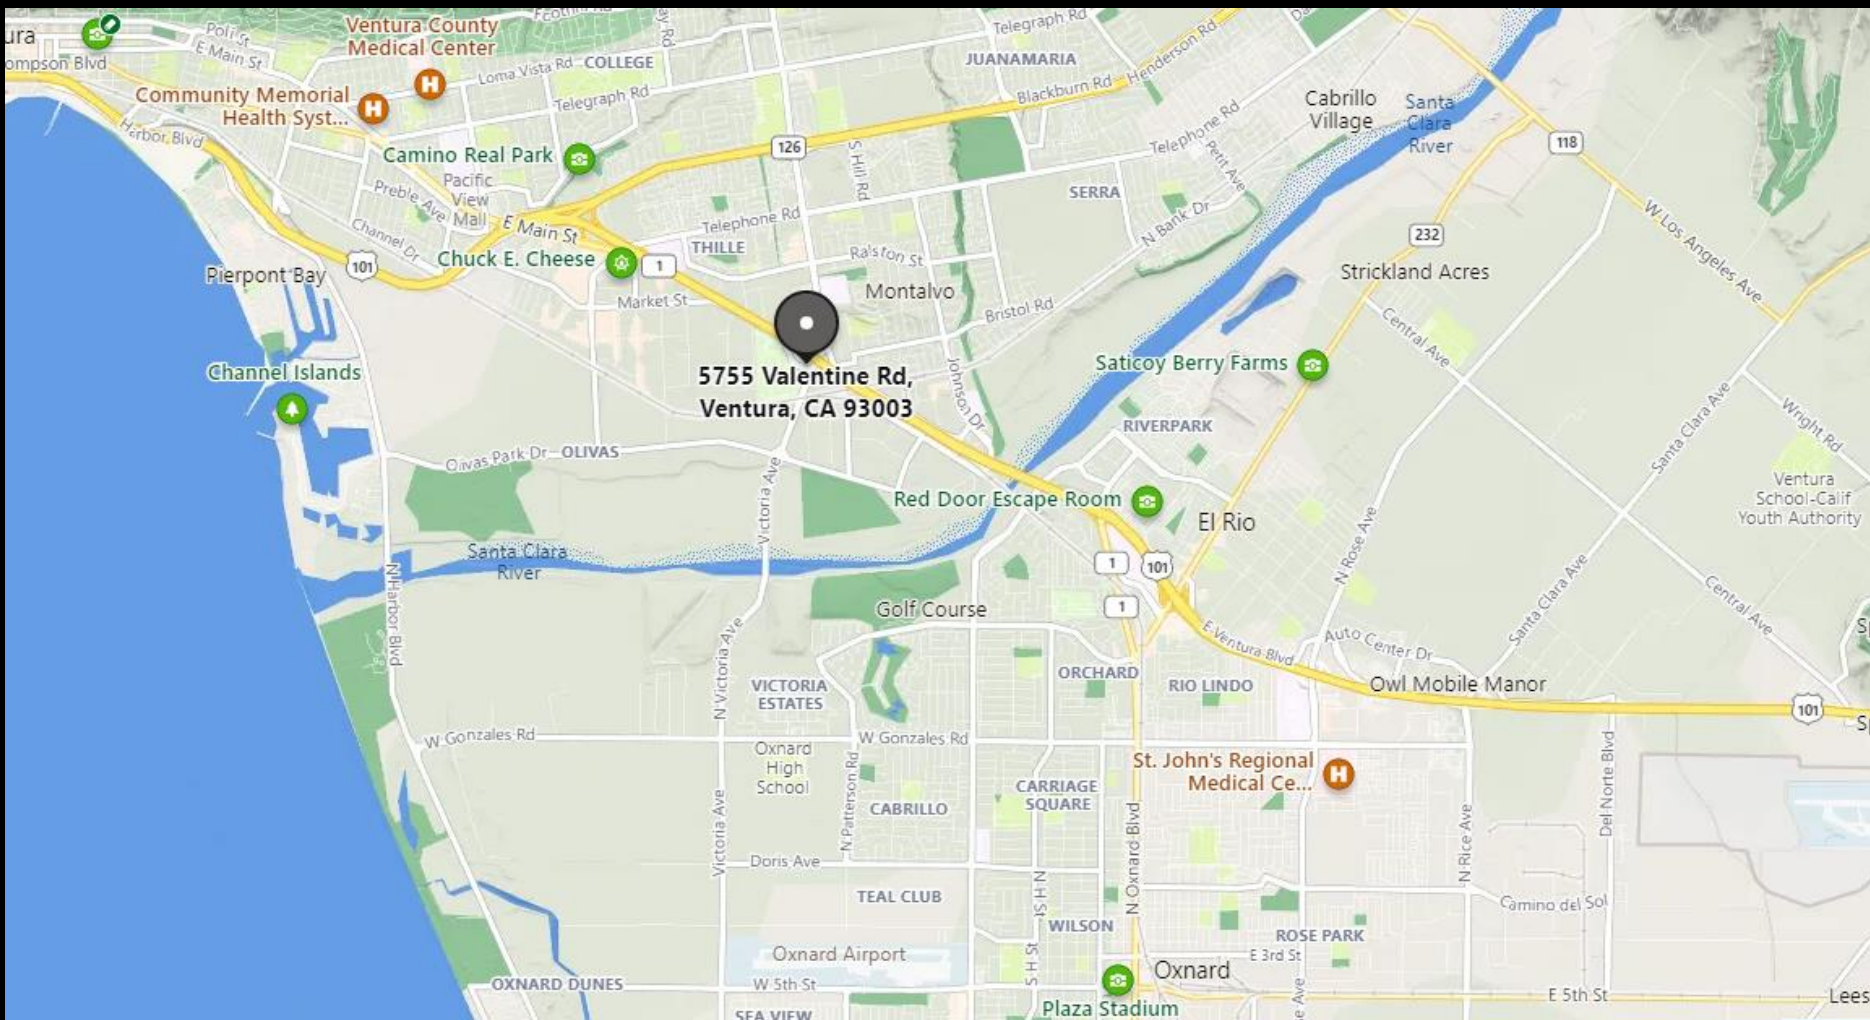 Foothill Rd
Telegraph Rd
Ventura County
Medical Center
ura
Poli St
E Main St
ompson Blvd
Loma Vista Rd
COLLEGE
JUANAMARIA
Henderson Rd
Blackburn Rd
Community Memorial
Health Syst...
Telegraph Rd
Cabrillo
Village
Santa
Clara
River
Harbor Blvd
Telephone Rd
Petit Ave
118
126
S Hill Rd
Camino Real Park
Preble Ave
Pacific
View
Mall
SERRA
W Los Angeles Ave
N Bank Dr
Telephone Rd
E Main St
Channel Dr
THILLE
Ralston St
232
Chuck E. Cheese
1
101
Pierpont Bay
Strickland Acres
Market St
Montalvo
Bristol Rd
Central Ave
Channel Islands
5755 Valentine Rd,
Ventura, CA 93003
Johnson Dr
Saticoy Berry Farms
Santa Clara Ave
Wright Rd
RIVERPARK
Olivas Park Dr
OLIVAS
Victoria Ave
Ventura
School-Calif
Youth Authority
Red Door Escape Room
El Rio
N Rose Ave
Santa Clara
River
1
101
N Harbor Blvd
Golf Course
1
Santa Clara Ave
Central Ave
E Ventura Blvd
Auto Center Dr
N Victoria Ave
VICTORIA
ESTATES
ORCHARD
RIO LINDO
Owl Mobile Manor
101
Sp
Sp
W Gonzales Rd
W Gonzales Rd
Oxnard
High
School
N Patterson Rd
CABRILLO
CARRIAGE
SQUARE
St. John's Regional
Medical Ce...
Del Norte Blvd
Victoria Ave
N Oxnard Blvd
N Rice Ave
Doris Ave
TEAL CLUB
N H St
WILSON
Camino del Sol
ROSE PARK
Oxnard Airport
S H St
E 3rd St
OXNARD DUNES
W 5th St
Oxnard
e Ave
E 5th St
Lees
Plaza Stadium
SEA VIEW